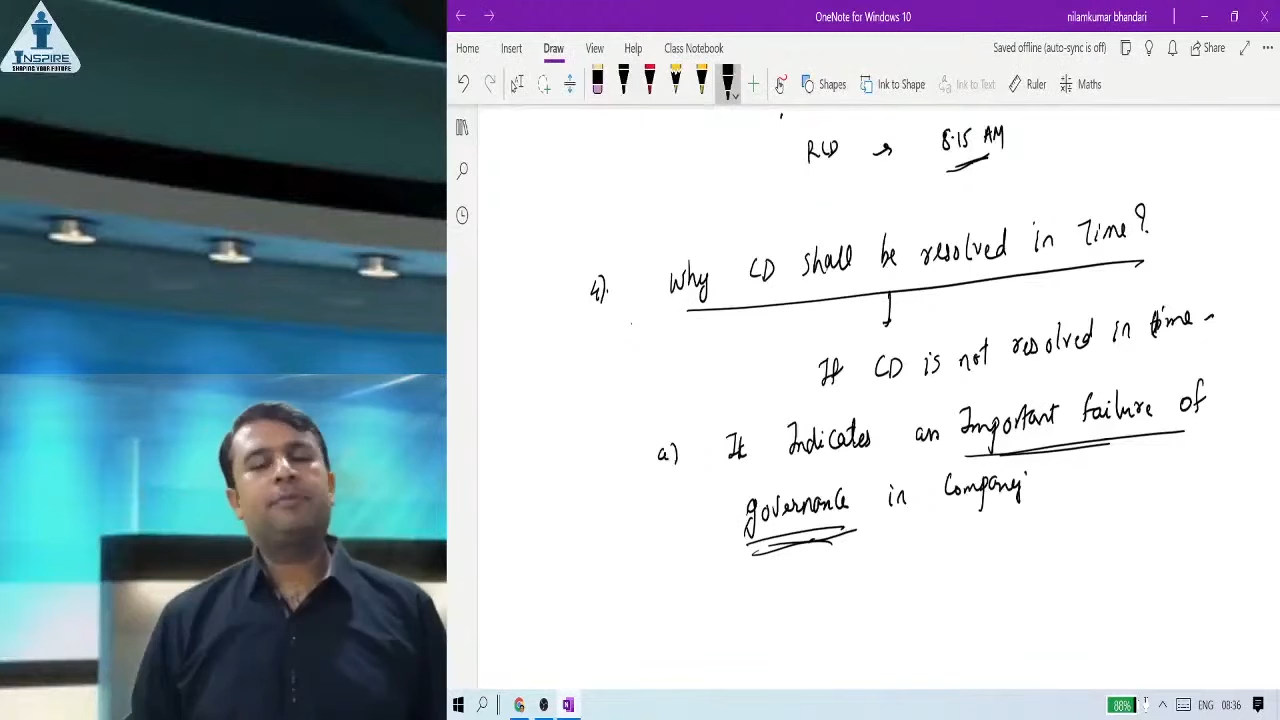 INSPIRE
SHAPING YOUR FUTURE
OneNote for Windows 10
nilamkumar bhandari
Home Insert Draw View Help Class Notebook
Saved offline (auto-sync is off)
Share
Shapes
Ink to Shape
Ink to Text
Ruler
Maths
RCD → 8.15 AM
4). Why CD shall be resolved in Time?
If CD is not resolved in time -
a) It Indicates an Important failure of
governance in Company
88%
ENG
08:36